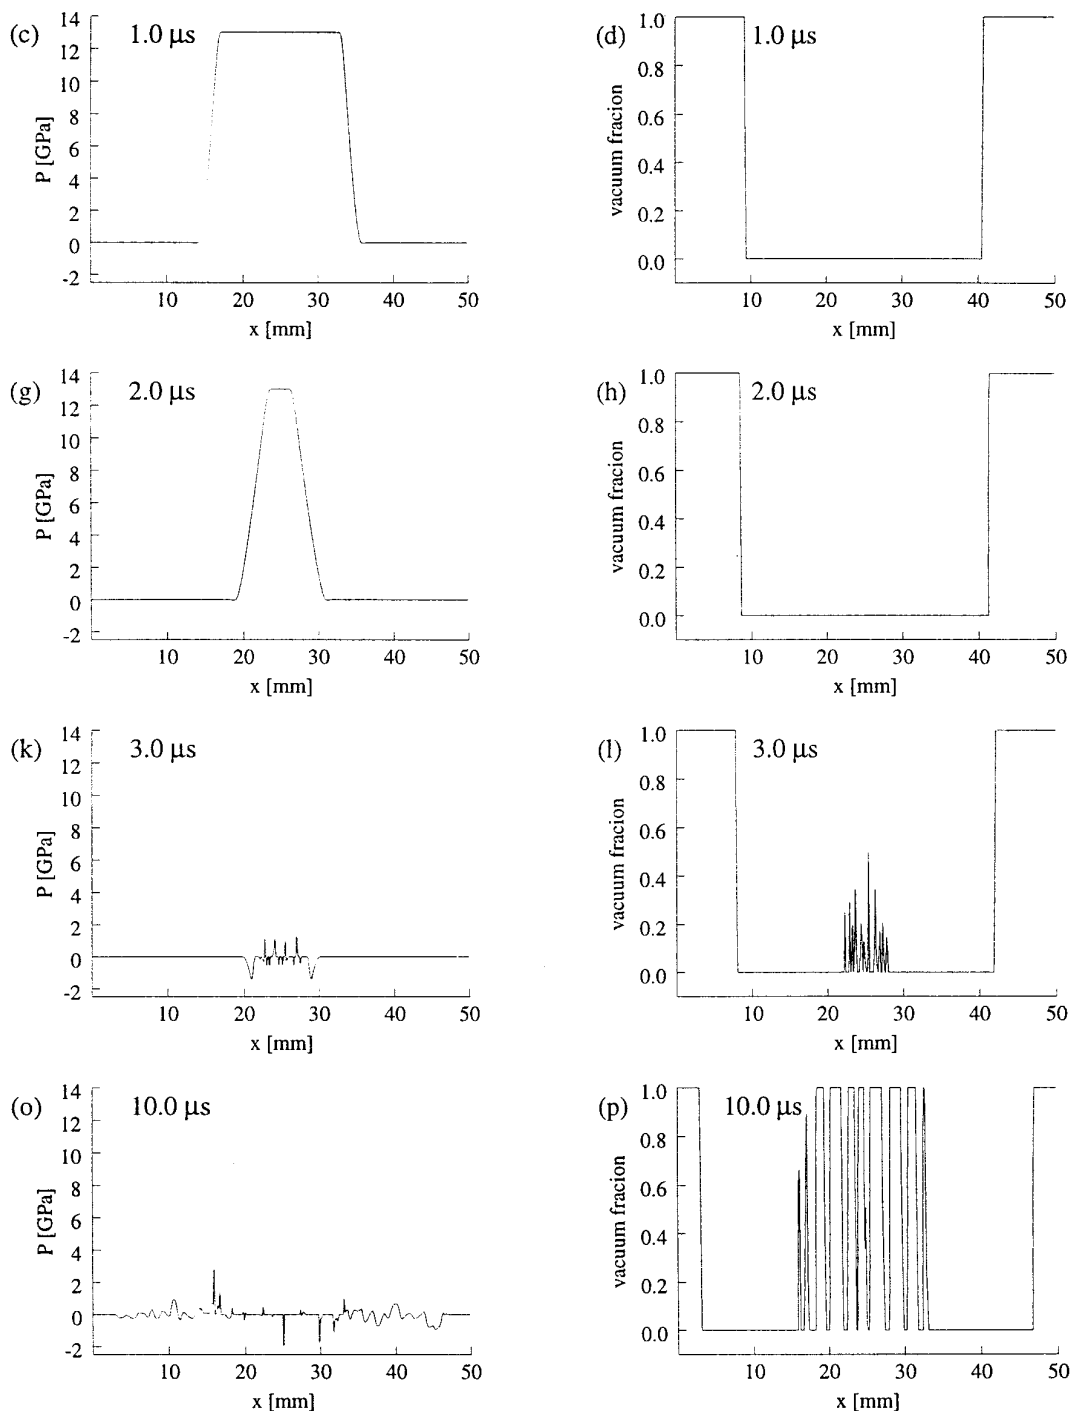 (c)
1.0 μs
P [GPa]
14
12
10
8
6
4
2
0
-2
10 20 30 40 50
x [mm]
(d)
1.0 μs
vacuum fracion
1.0
0.8
0.6
0.4
0.2
0.0
10 20 30 40 50
x [mm]
(g)
2.0 μs
P [GPa]
14
12
10
8
6
4
2
0
-2
10 20 30 40 50
x [mm]
(h)
2.0 μs
vacuum fracion
1.0
0.8
0.6
0.4
0.2
0.0
10 20 30 40 50
x [mm]
(k)
3.0 μs
P [GPa]
14
12
10
8
6
4
2
0
-2
10 20 30 40 50
x [mm]
(l)
3.0 μs
vacuum fracion
1.0
0.8
0.6
0.4
0.2
0.0
10 20 30 40 50
x [mm]
(o)
10.0 μs
P [GPa]
14
12
10
8
6
4
2
0
-2
10 20 30 40 50
x [mm]
(p)
10.0 μs
vacuum fracion
1.0
0.8
0.6
0.4
0.2
0.0
10 20 30 40 50
x [mm]